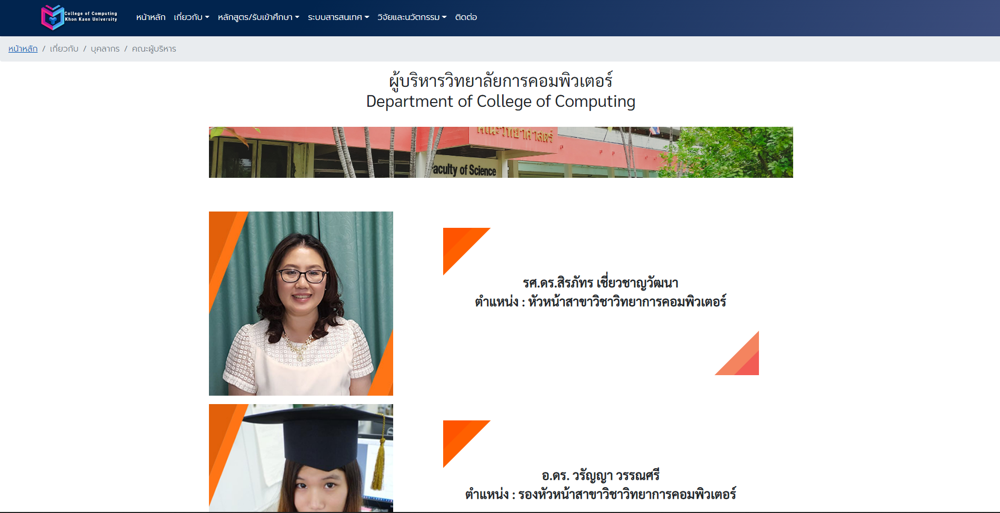 College of Computing
Khon Kaen University
หน้าหลัก เกี่ยวกับ หลักสูตร/รับเข้าศึกษา ระบบสารสนเทศ วิจัยและนวัตกรรม ติดต่อ
หน้าหลัก / เกี่ยวกับ / บุคลากร / คณะผู้บริหาร
ผู้บริหารวิทยาลัยการคอมพิวเตอร์
Department of College of Computing
คณะวิทยาศาสตร์
Faculty of Science
รศ.ดร.สิรภัทร เชี่ยวชาญวัฒนา
ตำแหน่ง : หัวหน้าสาขาวิชาวิทยาการคอมพิวเตอร์
อ.ดร. วรัญญา วรรณศรี
ตำแหน่ง : รองหัวหน้าสาขาวิชาวิทยาการคอมพิวเตอร์